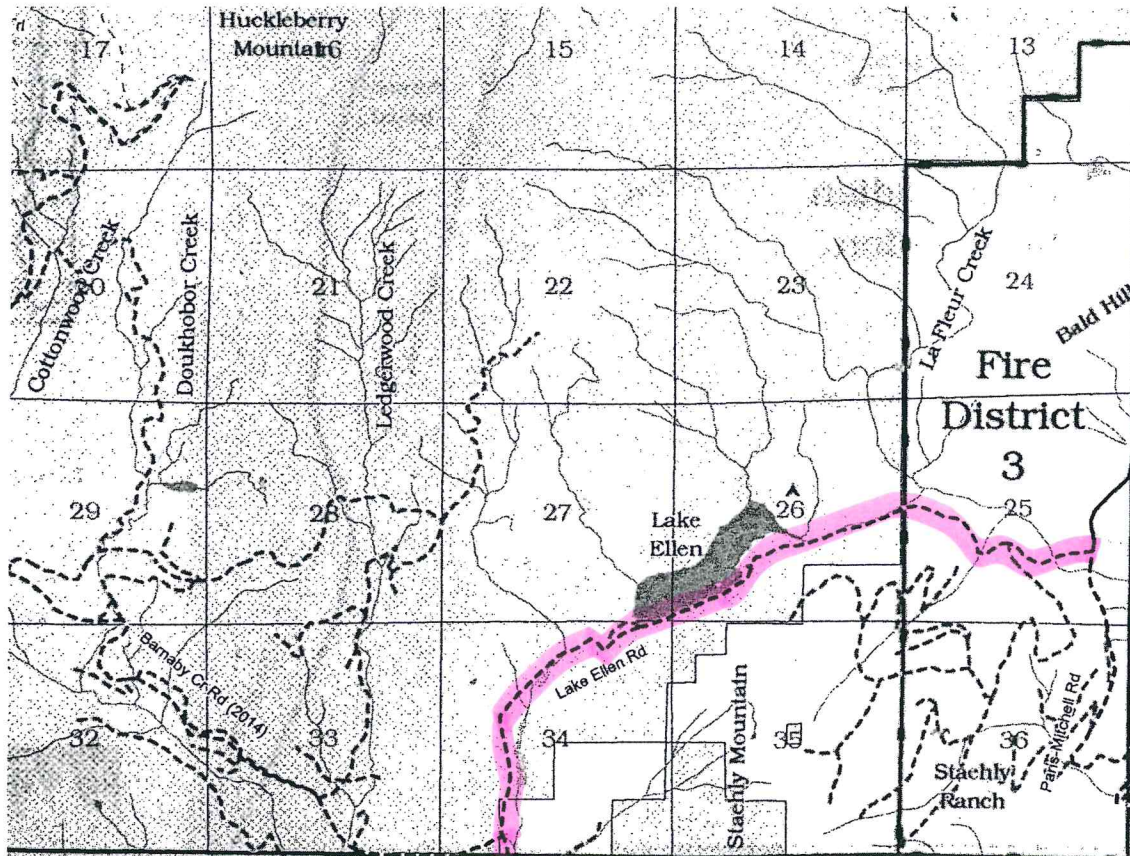 Huckleberry
Mountain
17
16
15
14
13
Cottonwood Creek
Doukhobor Creek
21
Ledgerwood Creek
22
23
La Fleur Creek
24
Bald Hill
Fire
District
3
29
28
27
Lake
Ellen
26
25
Barnaby Cr Rd (2014)
Lake Ellen Rd
32
33
34
Staehly Mountain
36
Staehly
Ranch
Paris-Mitchell Rd